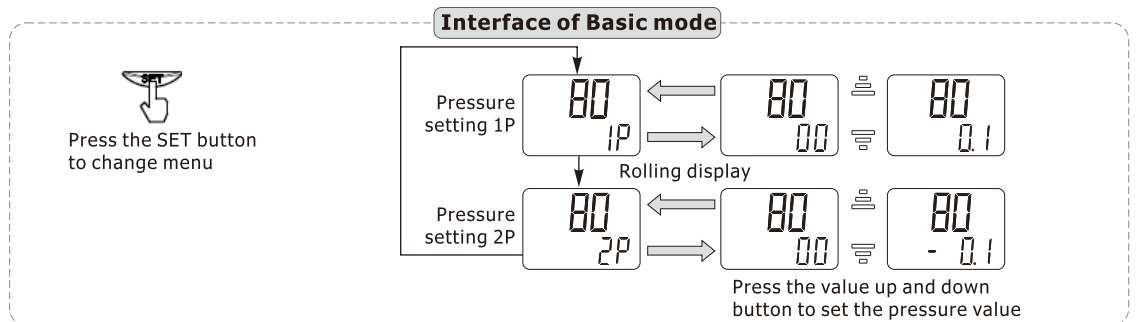 Interface of Basic mode
SET
Press the SET button
to change menu
Pressure
setting 1P
80
1P
80
00
80
0.1
Rolling display
Pressure
setting 2P
80
2P
80
00
80
- 0.1
Press the value up and down
button to set the pressure value